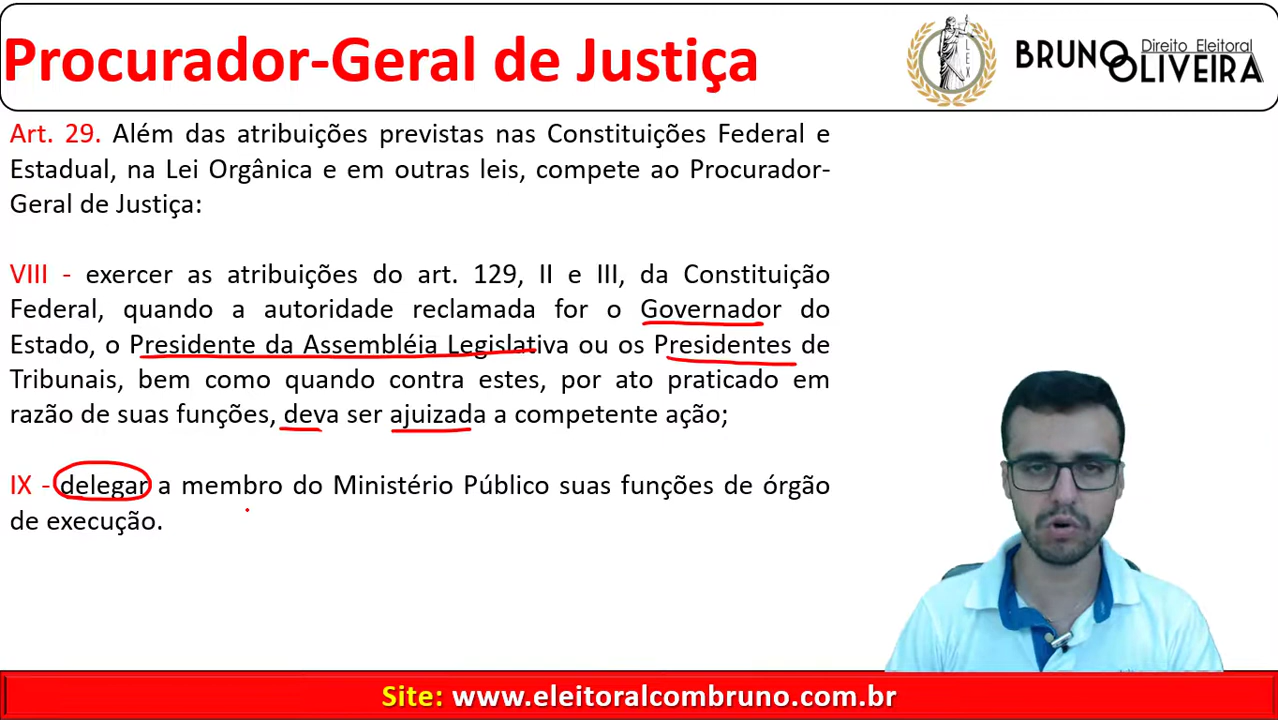 Procurador-Geral de Justiça
LEX
BRUNO
Direito Eleitoral
OLIVEIRA
Art. 29. Além das atribuições previstas nas Constituições Federal e
Estadual, na Lei Orgânica e em outras leis, compete ao Procurador-
Geral de Justiça:
VIII - exercer as atribuições do art. 129, II e III, da Constituição
Federal, quando a autoridade reclamada for o Governador do
Estado, o Presidente da Assembléia Legislativa ou os Presidentes de
Tribunais, bem como quando contra estes, por ato praticado em
razão de suas funções, deva ser ajuizada a competente ação;
IX - delegar a membro do Ministério Público suas funções de órgão
de execução.
Site: www.eleitoralcombruno.com.br